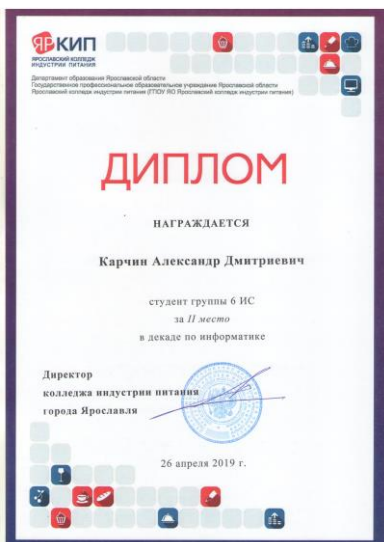 ЯРКИП
ЯРОСЛАВСКИЙ КОЛЛЕДЖ
ИНДУСТРИИ ПИТАНИЯ
Департамент образования Ярославской области
Государственное профессиональное образовательное учреждение Ярославской области
Ярославский колледж индустрии питания (ГПОУ ЯО Ярославский колледж индустрии питания)
ДИПЛОМ
НАГРАЖДАЕТСЯ
Карчин Александр Дмитриевич
студент группы 6 ИС
за II место
в декаде по информатике
Директор
колледжа индустрии питания
города Ярославля
26 апреля 2019 г.